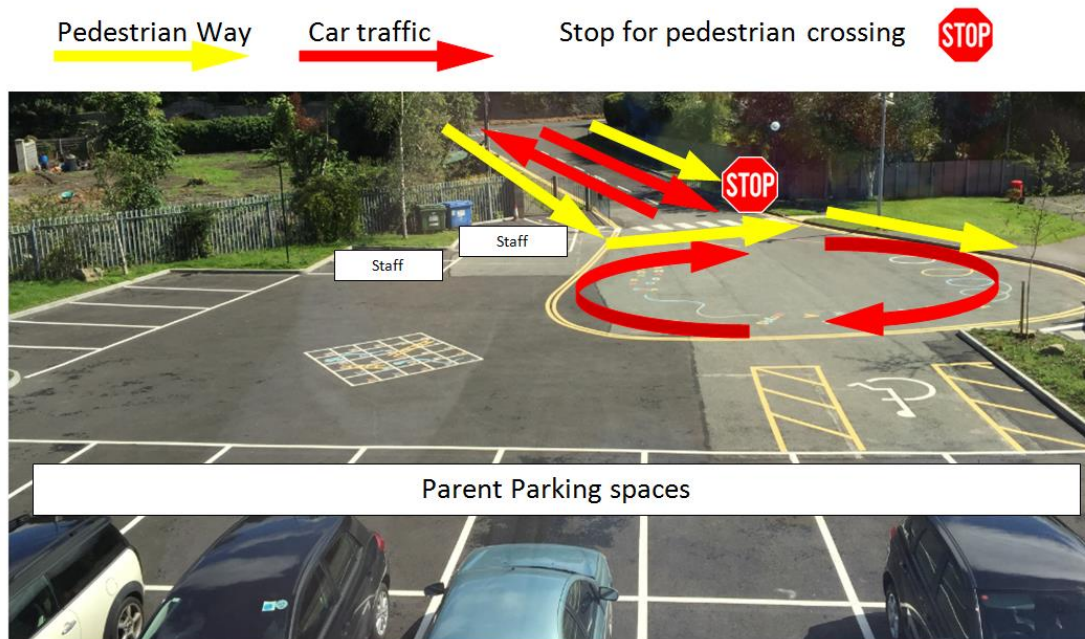 Pedestrian Way Car traffic Stop for pedestrian crossing STOP
STOP
Staff
Staff
Parent Parking spaces